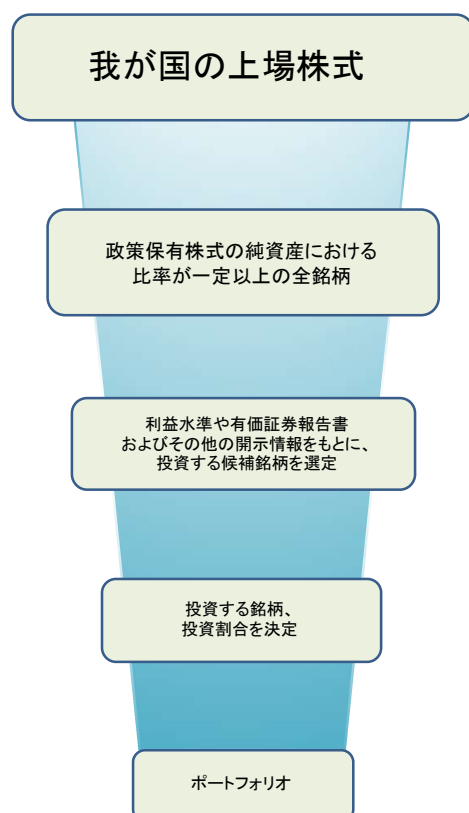 我が国の上場株式
政策保有株式の純資産における
比率が一定以上の全銘柄
利益水準や有価証券報告書
およびその他の開示情報をもとに、
投資する候補銘柄を選定
投資する銘柄、
投資割合を決定
ポートフォリオ